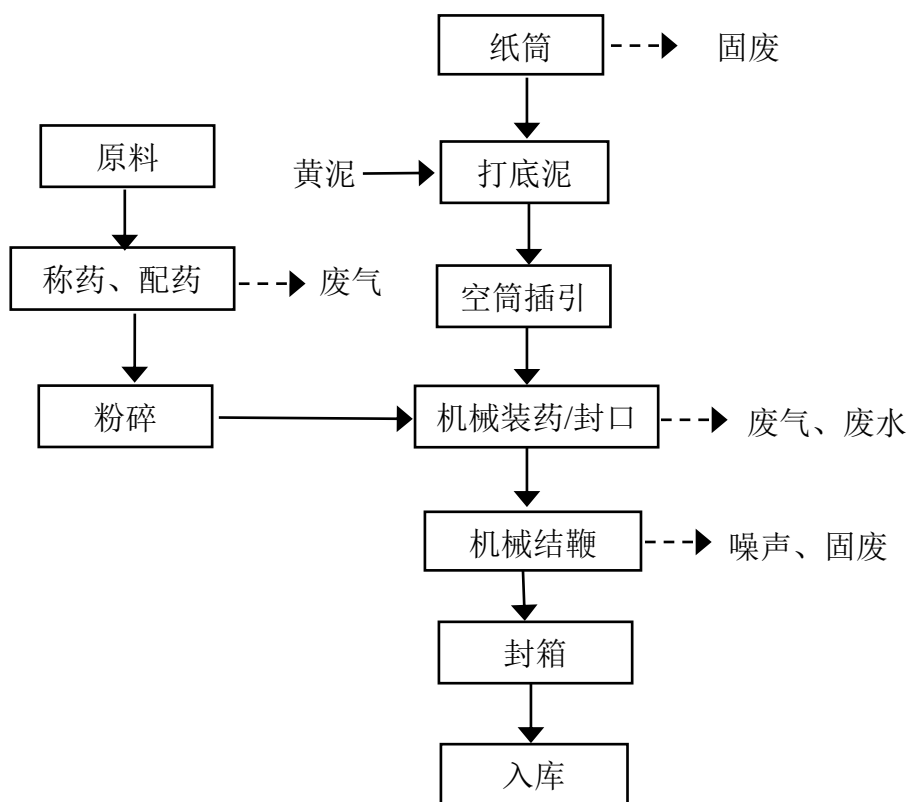 纸筒
固废
原料
黄泥
打底泥
称药、配药
废气
空筒插引
粉碎
机械装药/封口
废气、废水
机械结鞭
噪声、固废
封箱
入库